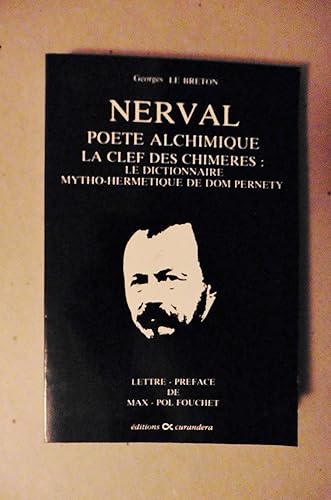 Georges LE BRETON
NERVAL
POETE ALCHIMIQUE
LA CLEF DES CHIMERES :
LE DICTIONNAIRE
MYTHO-HERMETIQUE DE DOM PERNETY
LETTRE - PREFACE
DE
MAX - POL FOUCHET
éditions curandera